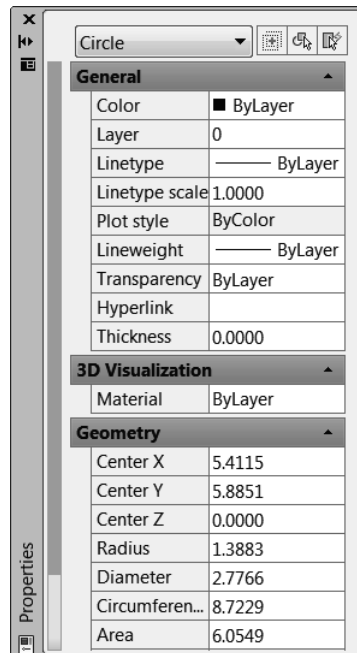 Circle
General
Color ByLayer
Layer 0
Linetype ByLayer
Linetype scale 1.0000
Plot style ByColor
Lineweight ByLayer
Transparency ByLayer
Hyperlink
Thickness 0.0000
3D Visualization
Material ByLayer
Geometry
Center X 5.4115
Center Y 5.8851
Center Z 0.0000
Radius 1.3883
Diameter 2.7766
Circumferen... 8.7229
Area 6.0549
Properties